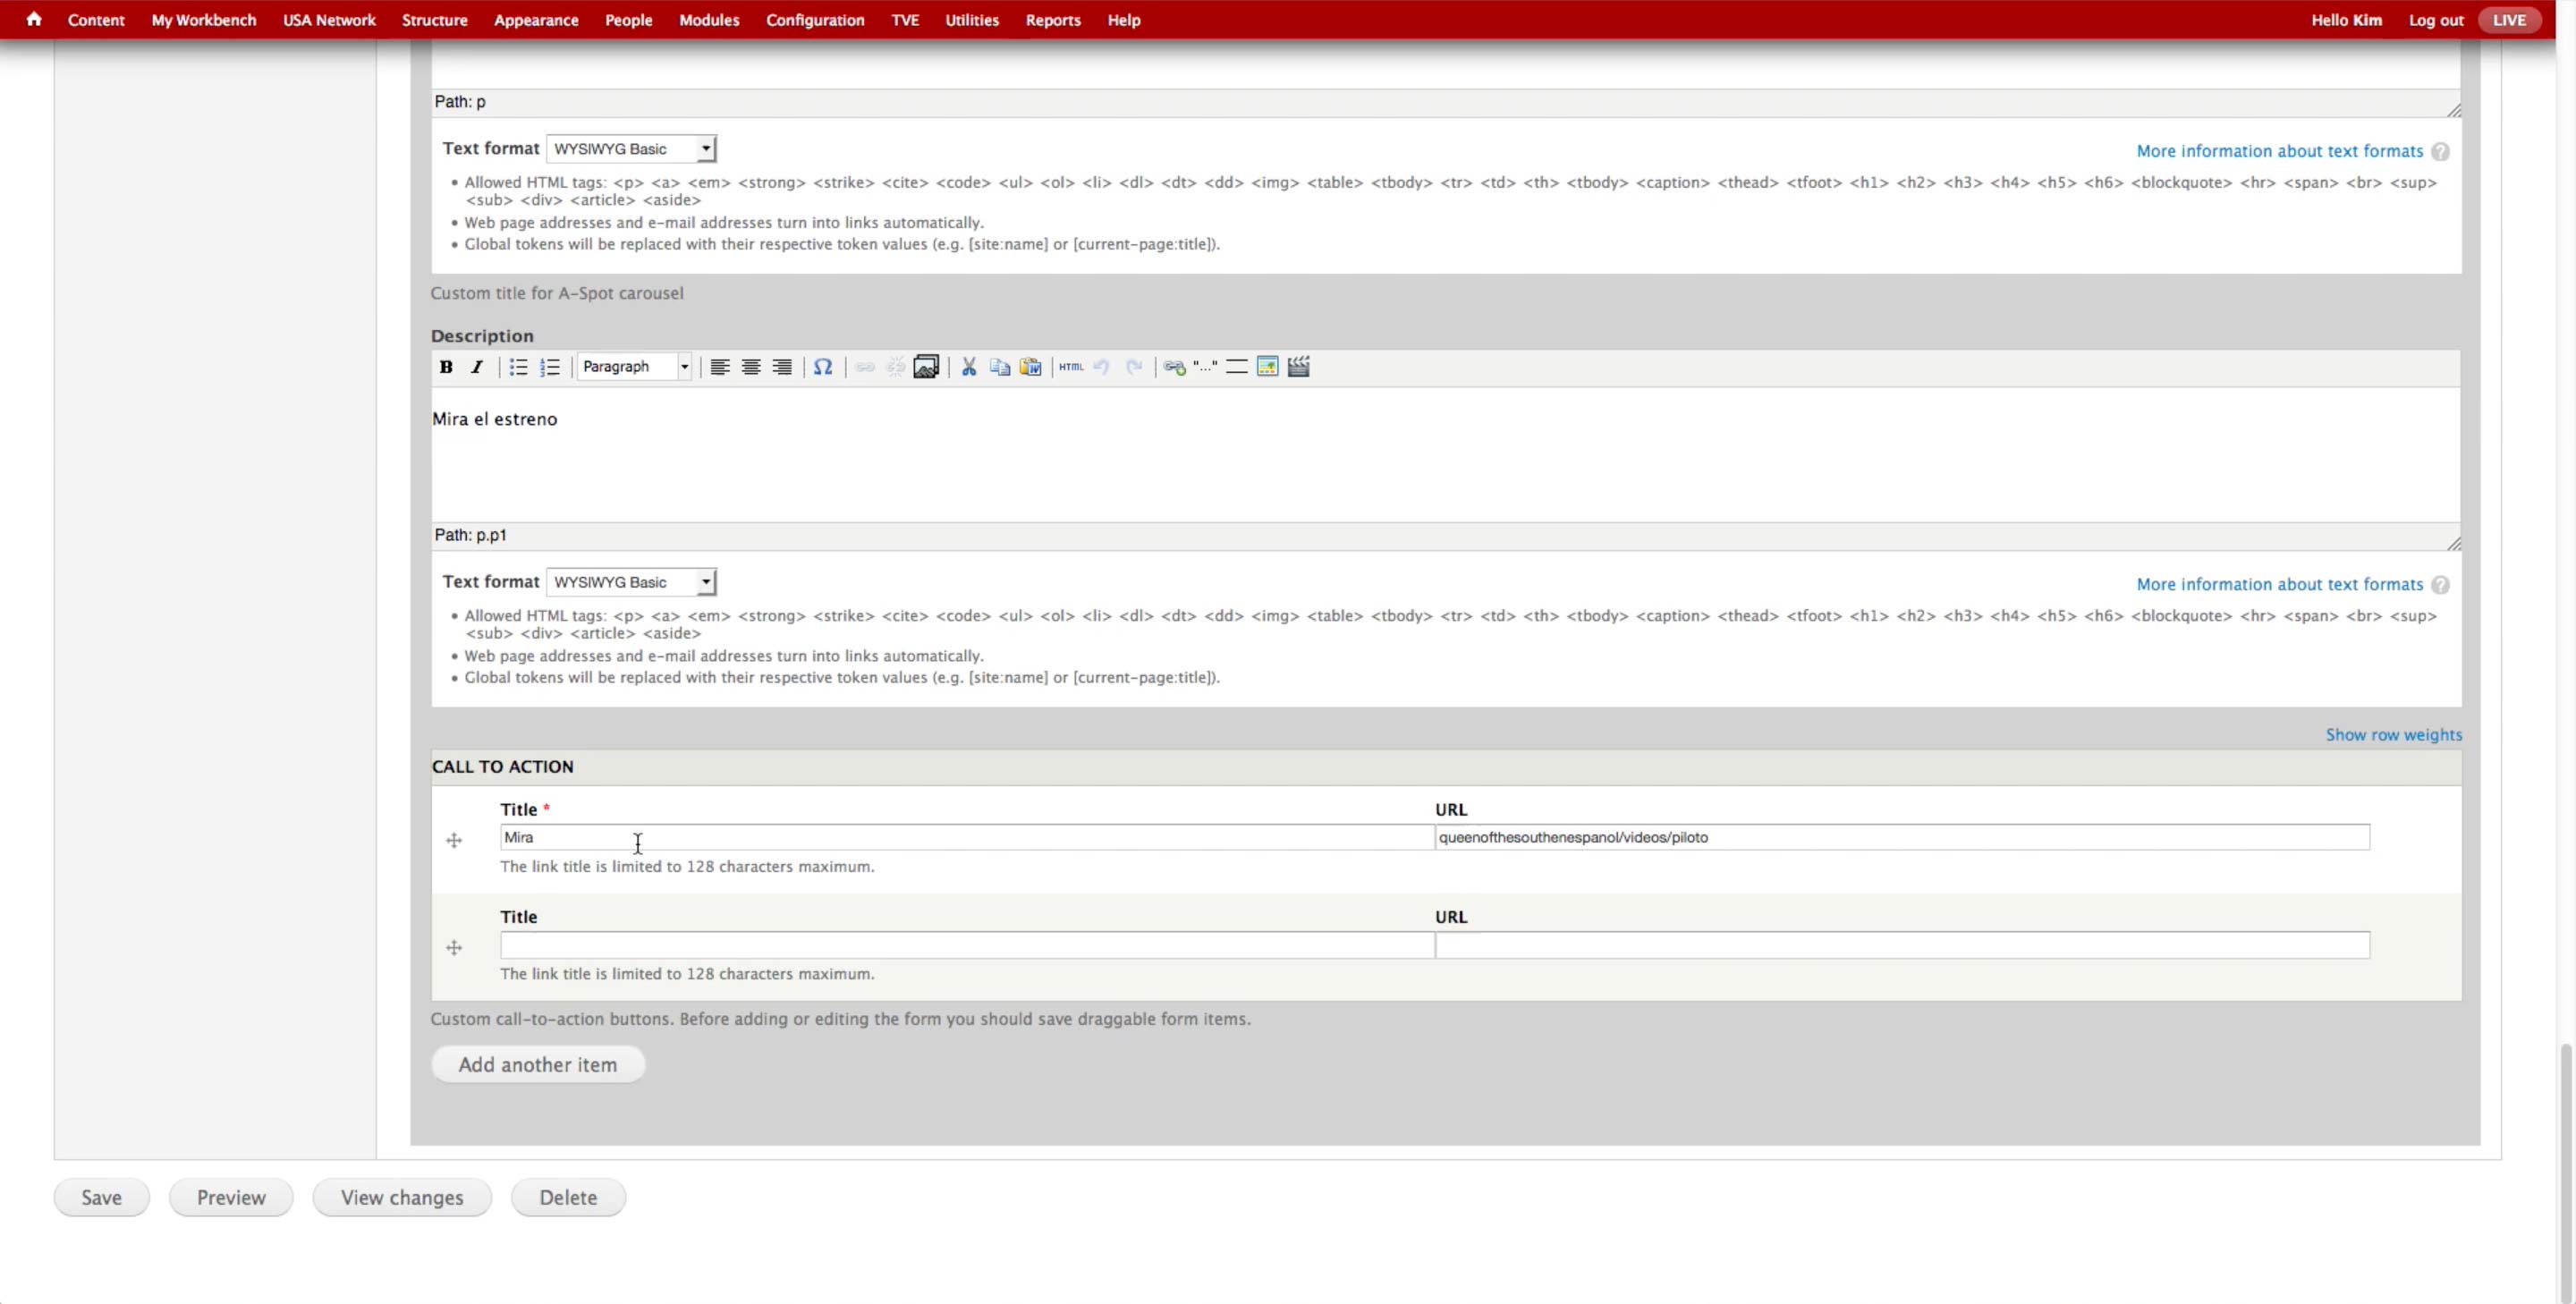 Content My Workbench USA Network Structure Appearance People Modules Configuration TVE Utilities Reports Help Hello Kim Log out LIVE
Path: p
Text format WYSIWYG Basic More information about text formats ?
• Allowed HTML tags: <p> <a> <em> <strong> <strike> <cite> <code> <ul> <ol> <li> <dl> <dt> <dd> <img> <table> <tbody> <tr> <td> <th> <tbody> <caption> <thead> <tfoot> <h1> <h2> <h3> <h4> <h5> <h6> <blockquote> <hr> <span> <br> <sup>
<sub> <div> <article> <aside>
• Web page addresses and e-mail addresses turn into links automatically.
• Global tokens will be replaced with their respective token values (e.g. [site:name] or [current-page:title]).
Custom title for A-Spot carousel
Description
B I Paragraph Ω HTML "..."
Mira el estreno
Path: p.p1
Text format WYSIWYG Basic More information about text formats ?
• Allowed HTML tags: <p> <a> <em> <strong> <strike> <cite> <code> <ul> <ol> <li> <dl> <dt> <dd> <img> <table> <tbody> <tr> <td> <th> <tbody> <caption> <thead> <tfoot> <h1> <h2> <h3> <h4> <h5> <h6> <blockquote> <hr> <span> <br> <sup>
<sub> <div> <article> <aside>
• Web page addresses and e-mail addresses turn into links automatically.
• Global tokens will be replaced with their respective token values (e.g. [site:name] or [current-page:title]).
Show row weights
CALL TO ACTION
Title * URL
Mira queenofthesouthenespanol/videos/piloto
The link title is limited to 128 characters maximum.
Title URL
The link title is limited to 128 characters maximum.
Custom call-to-action buttons. Before adding or editing the form you should save draggable form items.
Add another item
Save Preview View changes Delete